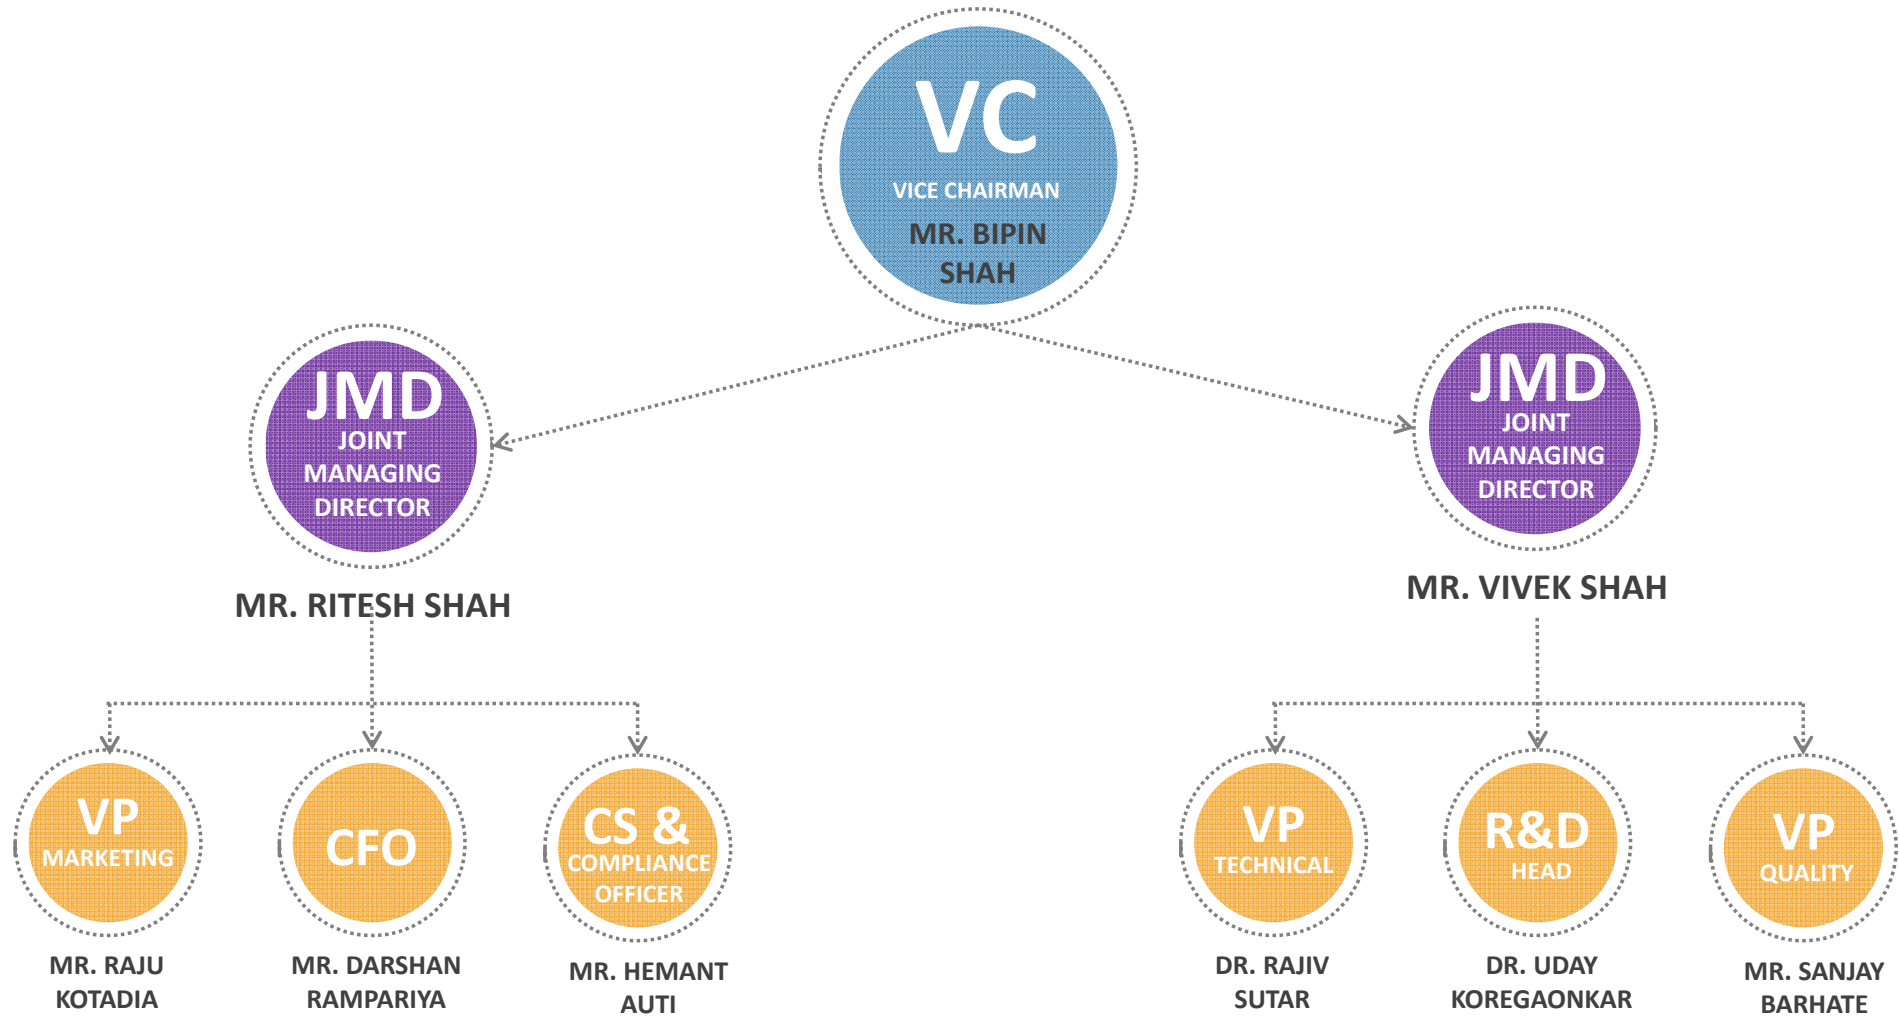 VC
VICE CHAIRMAN
MR. BIPIN
SHAH
JMD
JOINT
MANAGING
DIRECTOR
MR. RITESH SHAH
JMD
JOINT
MANAGING
DIRECTOR
MR. VIVEK SHAH
VP
MARKETING
MR. RAJU
KOTADIA
CFO
MR. DARSHAN
RAMPARIYA
CS &
COMPLIANCE
OFFICER
MR. HEMANT
AUTI
VP
TECHNICAL
DR. RAJIV
SUTAR
R&D
HEAD
DR. UDAY
KOREGAONKAR
VP
QUALITY
MR. SANJAY
BARHATE